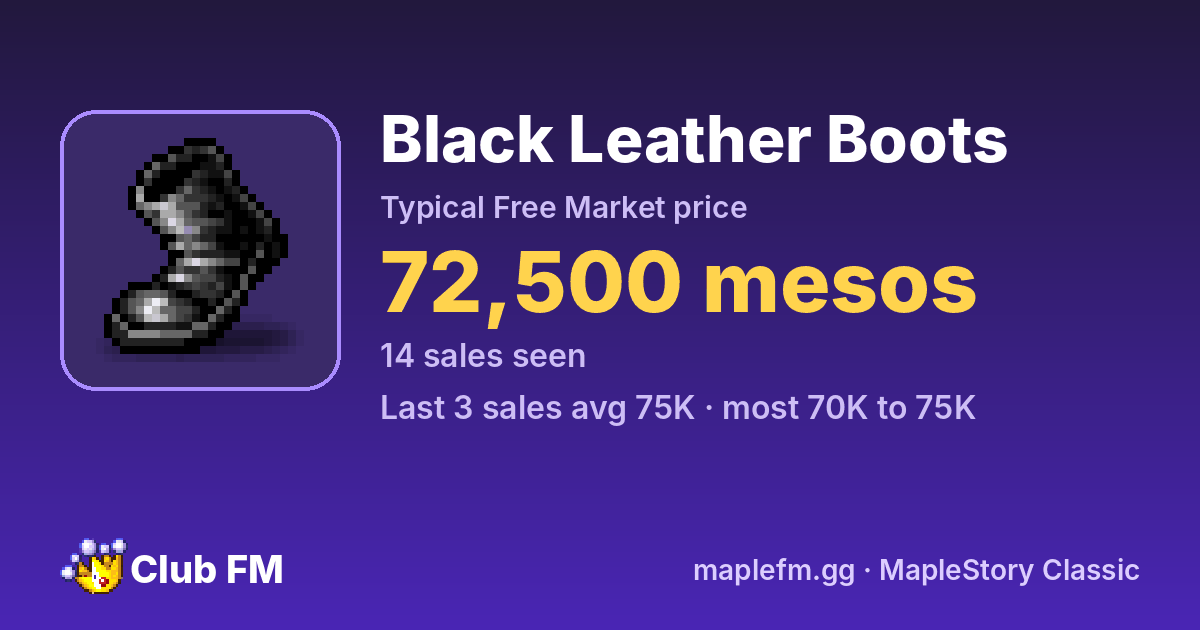 Black Leather Boots
Typical Free Market price
72,500 mesos
14 sales seen
Last 3 sales avg 75K · most 70K to 75K
Club FM
maplefm.gg · MapleStory Classic